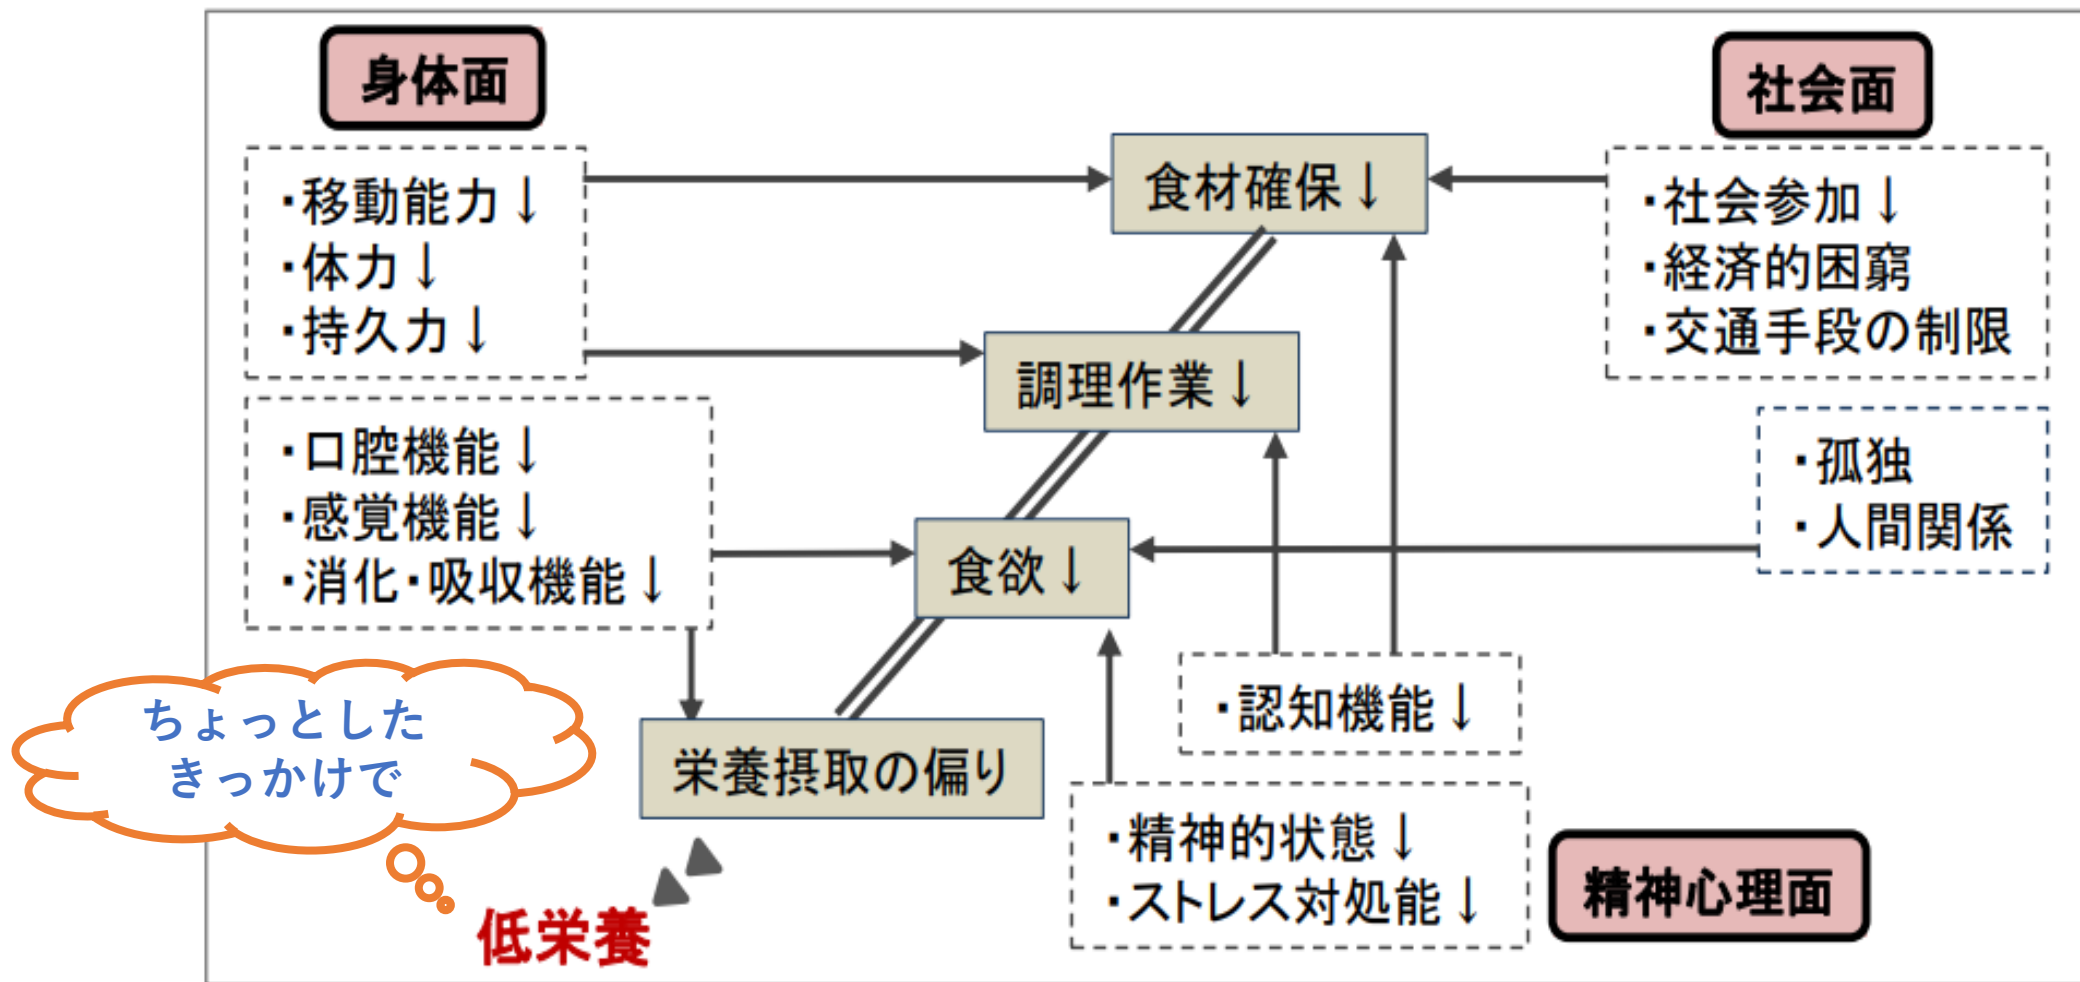 身体面
・移動能力↓
・体力↓
・持久力↓
・口腔機能↓
・感覚機能↓
・消化・吸収機能↓
食材確保↓
調理作業↓
食欲↓
栄養摂取の偏り
社会面
・社会参加↓
・経済的困窮
・交通手段の制限
・孤独
・人間関係
・認知機能↓
・精神的状態↓
・ストレス対処能↓
精神心理面
ちょっとした
きっかけで
低栄養